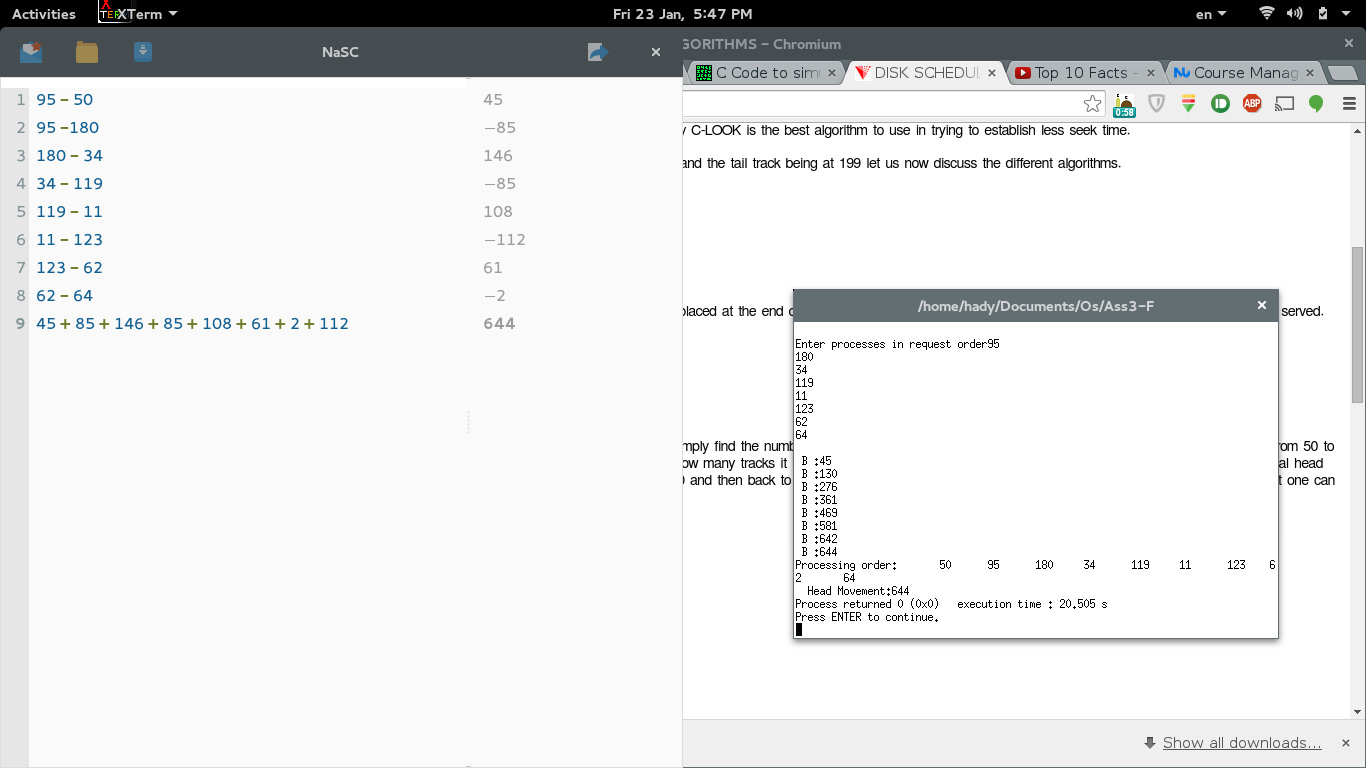 Activities XTerm Fri 23 Jan, 5:47 PM en
NaSC
1 95 - 50 45
2 95 -180 −85
3 180 - 34 146
4 34 - 119 −85
5 119 - 11 108
6 11 - 123 −112
7 123 - 62 61
8 62 - 64 −2
9 45 + 85 + 146 + 85 + 108 + 61 + 2 + 112 644
GORITHMS - Chromium
C Code to sim DISK SCHEDUL Top 10 Facts - Course Manag
0:58 ABP
y C-LOOK is the best algorithm to use in trying to establish less seek time.
and the tail track being at 199 let us now discuss the different algorithms.
placed at the end served.
mply find the num om 50 to
ow many tracks it al head
0 and then back to t one can
/home/hady/Documents/Os/Ass3-F
Enter processes in request order95
180
34
119
11
123
62
64
B :45
B :130
B :276
B :361
B :469
B :581
B :642
B :644
Processing order: 50 95 180 34 119 11 123 6
2 64
Head Movement:644
Process returned 0 (0x0) execution time : 20.505 s
Press ENTER to continue.
Show all downloads...